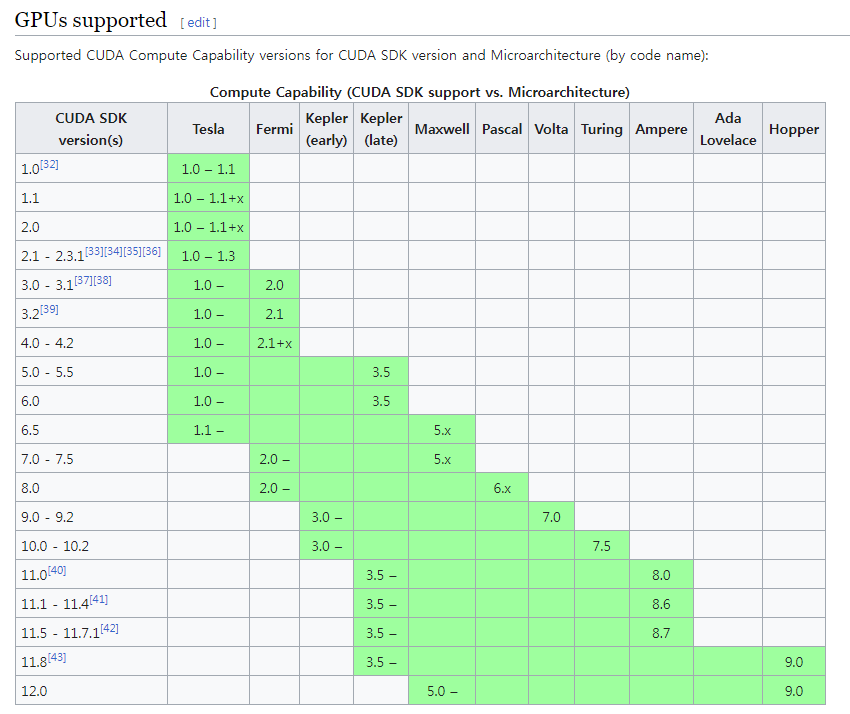 GPUs supported [ edit ]
Supported CUDA Compute Capability versions for CUDA SDK version and Microarchitecture (by code name):
Compute Capability (CUDA SDK support vs. Microarchitecture)
CUDA SDK version(s) Tesla Fermi Kepler (early) Kepler (late) Maxwell Pascal Volta Turing Ampere Ada Lovelace Hopper
1.0[32] 1.0 – 1.1
1.1 1.0 – 1.1+x
2.0 1.0 – 1.1+x
2.1 - 2.3.1[33][34][35][36] 1.0 – 1.3
3.0 - 3.1[37][38] 1.0 – 2.0
3.2[39] 1.0 – 2.1
4.0 - 4.2 1.0 – 2.1+x
5.0 - 5.5 1.0 – 3.5
6.0 1.0 – 3.5
6.5 1.1 – 5.x
7.0 - 7.5 2.0 – 5.x
8.0 2.0 – 6.x
9.0 - 9.2 3.0 – 7.0
10.0 - 10.2 3.0 – 7.5
11.0[40] 3.5 – 8.0
11.1 - 11.4[41] 3.5 – 8.6
11.5 - 11.7.1[42] 3.5 – 8.7
11.8[43] 3.5 – 9.0
12.0 5.0 – 9.0